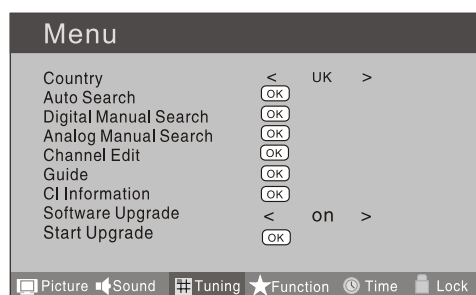 Menu
Country < UK >
Auto Search OK
Digital Manual Search OK
Analog Manual Search OK
Channel Edit OK
Guide OK
CI Information OK
Software Upgrade < on >
Start Upgrade OK
Picture Sound Tuning Function Time Lock